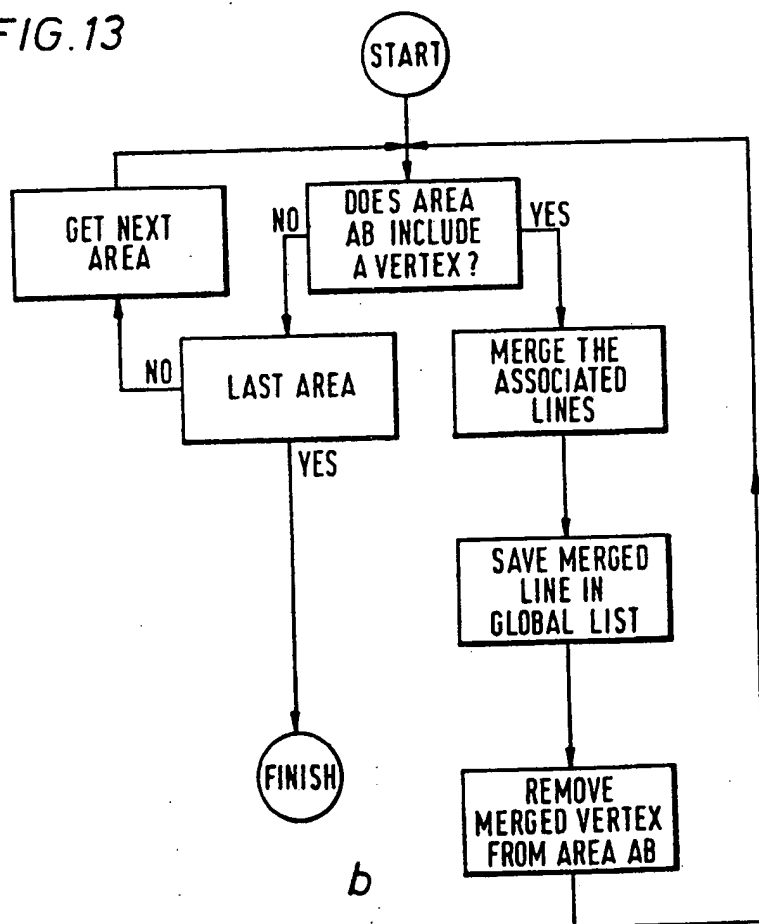 FIG.13
START
GET NEXT
AREA
NO
DOES AREA
AB INCLUDE
A VERTEX?
YES
NO
LAST AREA
MERGE THE
ASSOCIATED
LINES
YES
SAVE MERGED
LINE IN
GLOBAL LIST
FINISH
REMOVE
MERGED VERTEX
FROM AREA AB
b